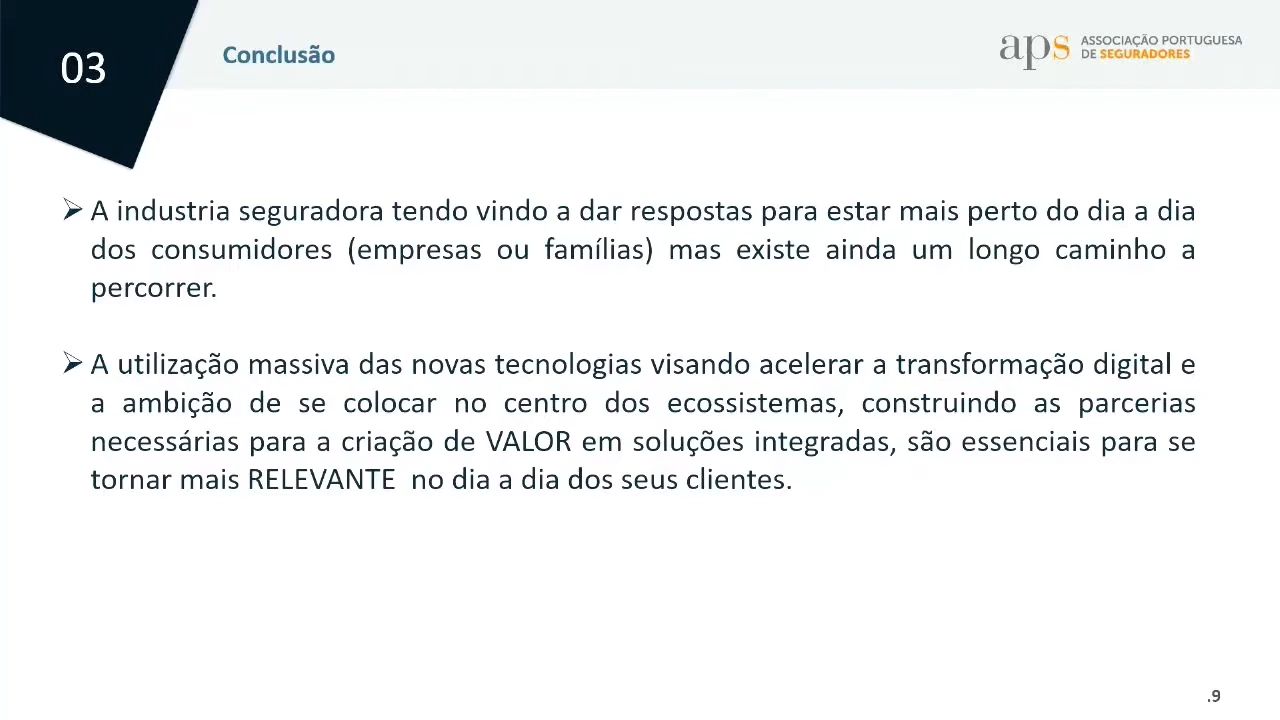 03
Conclusão
aps ASSOCIAÇÃO PORTUGUESA
DE SEGURADORES
A industria seguradora tendo vindo a dar respostas para estar mais perto do dia a dia
dos consumidores (empresas ou famílias) mas existe ainda um longo caminho a
percorrer.
A utilização massiva das novas tecnologias visando acelerar a transformação digital e
a ambição de se colocar no centro dos ecossistemas, construindo as parcerias
necessárias para a criação de VALOR em soluções integradas, são essenciais para se
tornar mais RELEVANTE  no dia a dia dos seus clientes.
.9